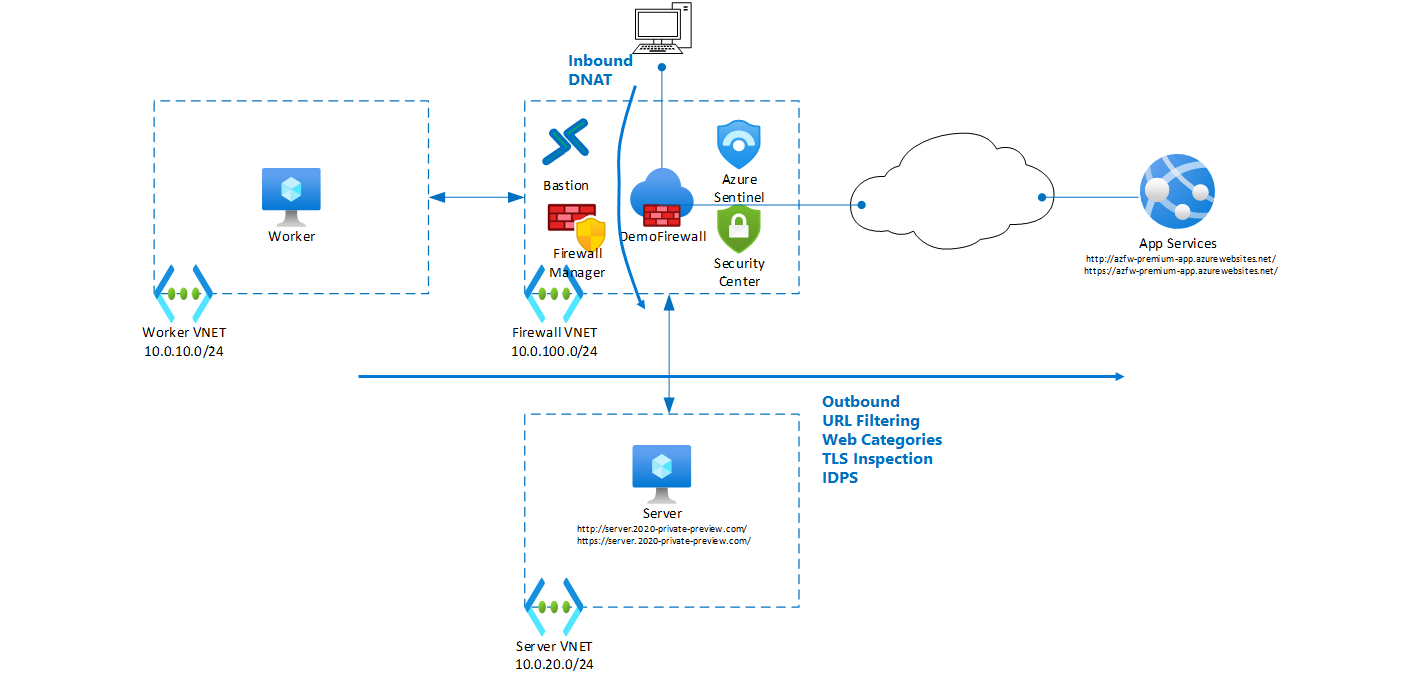 Inbound
DNAT
Worker
Worker VNET
10.0.10.0/24
Bastion
Firewall
Manager
DemoFirewall
Azure
Sentinel
Security
Center
Firewall VNET
10.0.100.0/24
App Services
http://azfw-premium-app.azurewebsites.net/
https://azfw-premium-app.azurewebsites.net/
Outbound
URL Filtering
Web Categories
TLS Inspection
IDPS
Server
http://server.2020-private-preview.com/
https://server.2020-private-preview.com/
Server VNET
10.0.20.0/24